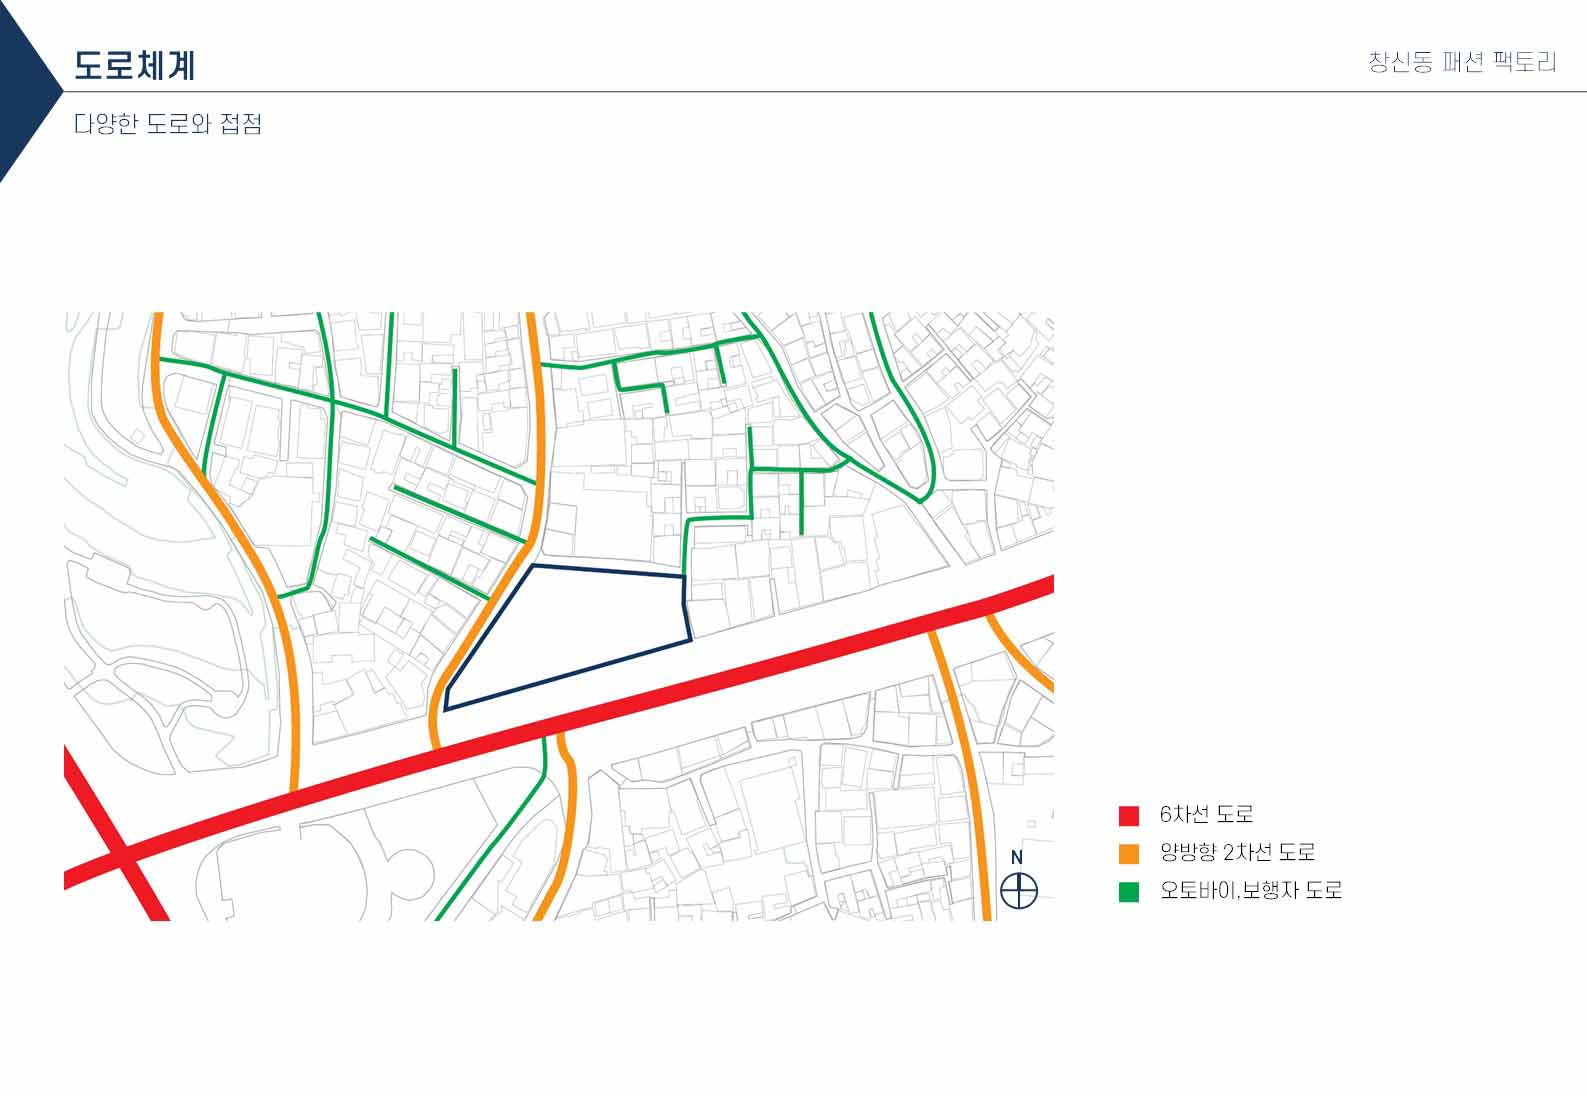 도로체계
창신동 패션 팩토리
다양한 도로와 접점
6차선 도로
양방향 2차선 도로
오토바이,보행자 도로
N